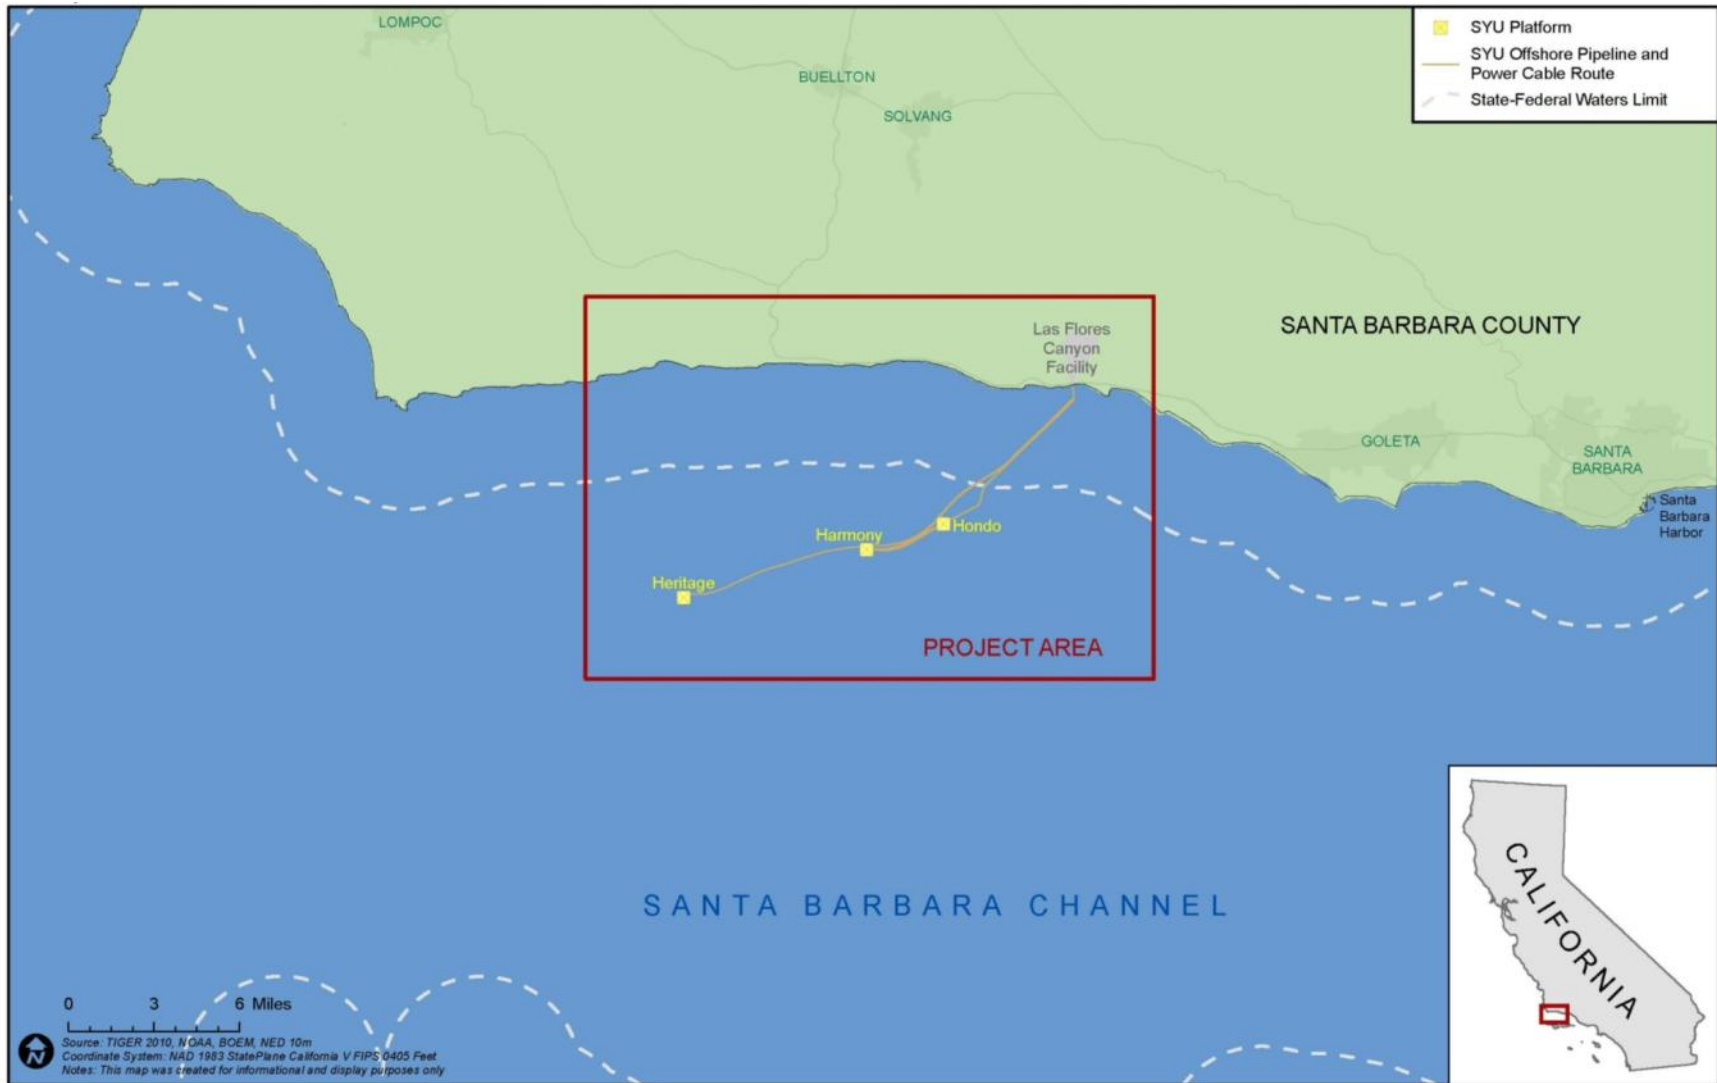 LOMPOC
BUELLTON
SOLVANG
SYU Platform
SYU Offshore Pipeline and
Power Cable Route
State-Federal Waters Limit
SANTA BARBARA COUNTY
Las Flores
Canyon
Facility
GOLETA
SANTA
BARBARA
Santa
Barbara
Harbor
Hondo
Harmony
Heritage
PROJECT AREA
SANTA BARBARA CHANNEL
CALIFORNIA
0 3 6 Miles
N
Source: TIGER 2010, NOAA, BOEM, NED 10m
Coordinate System: NAD 1983 StatePlane California V FIPS 0405 Feet
Notes: This map was created for informational and display purposes only